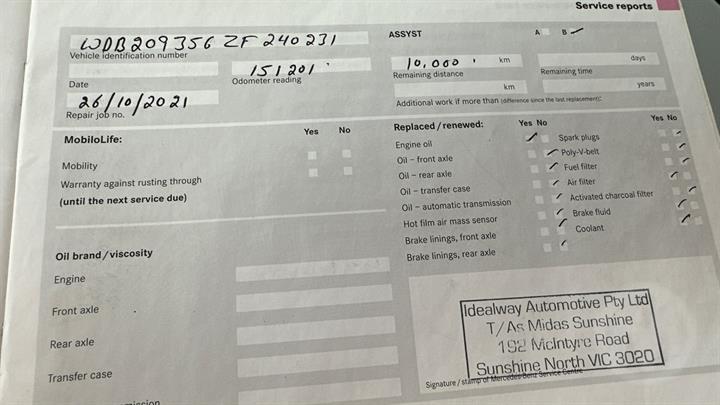 Service reports
WDB209356 ZF 240231
Vehicle identification number
ASSYST A B
151201
Odometer reading
10,000 km
Remaining distance
days
Remaining time
Date
26/10/2021
Repair job no.
km
years
Additional work if more than (difference since the last replacement):
MobiloLife: Yes No
Mobility
Warranty against rusting through
(until the next service due)
Replaced/renewed: Yes No
Engine oil
Oil – front axle
Oil – rear axle
Oil – transfer case
Oil – automatic transmission
Hot film air mass sensor
Brake linings, front axle
Brake linings, rear axle
Yes No
Spark plugs
Poly-V-belt
Fuel filter
Air filter
Activated charcoal filter
Brake fluid
Coolant
Oil brand/viscosity
Engine
Front axle
Rear axle
Transfer case
Idealway Automotive Pty Ltd
T/As Midas Sunshine
192 McIntyre Road
Sunshine North VIC 3020
Signature/stamp of Mercedes-Benz Service Centre